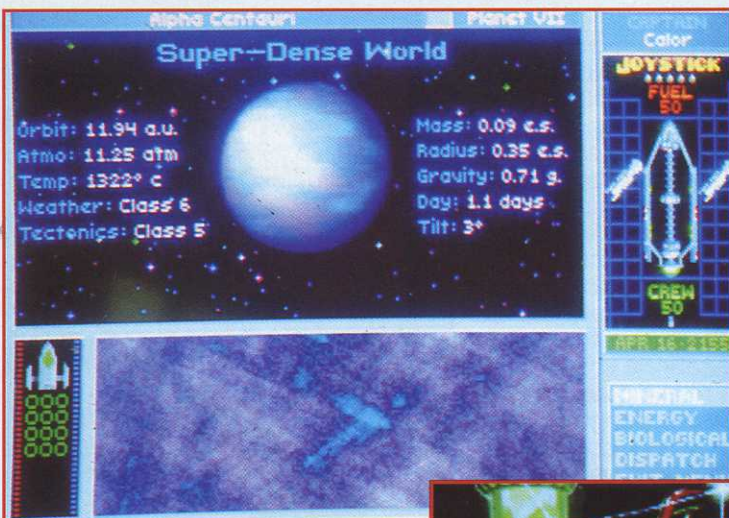 Alpha Centauri
Planet VII
Super-Dense World
Orbit: 11.94 a.u.
Atmo: 11.25 atm
Temp: 1322° c
Weather: Class 6
Tectonics: Class 5
Mass: 0.09 e.s.
Radius: 0.35 e.s.
Gravity: 0.71 g.
Day: 1.1 days
Tilt: 3°
CAPTAIN
Calor
JOYSTICK
FUEL
50
CREW
50
APR 16·2155
MINERAL
ENERGY
BIOLOGICAL
DISPATCH